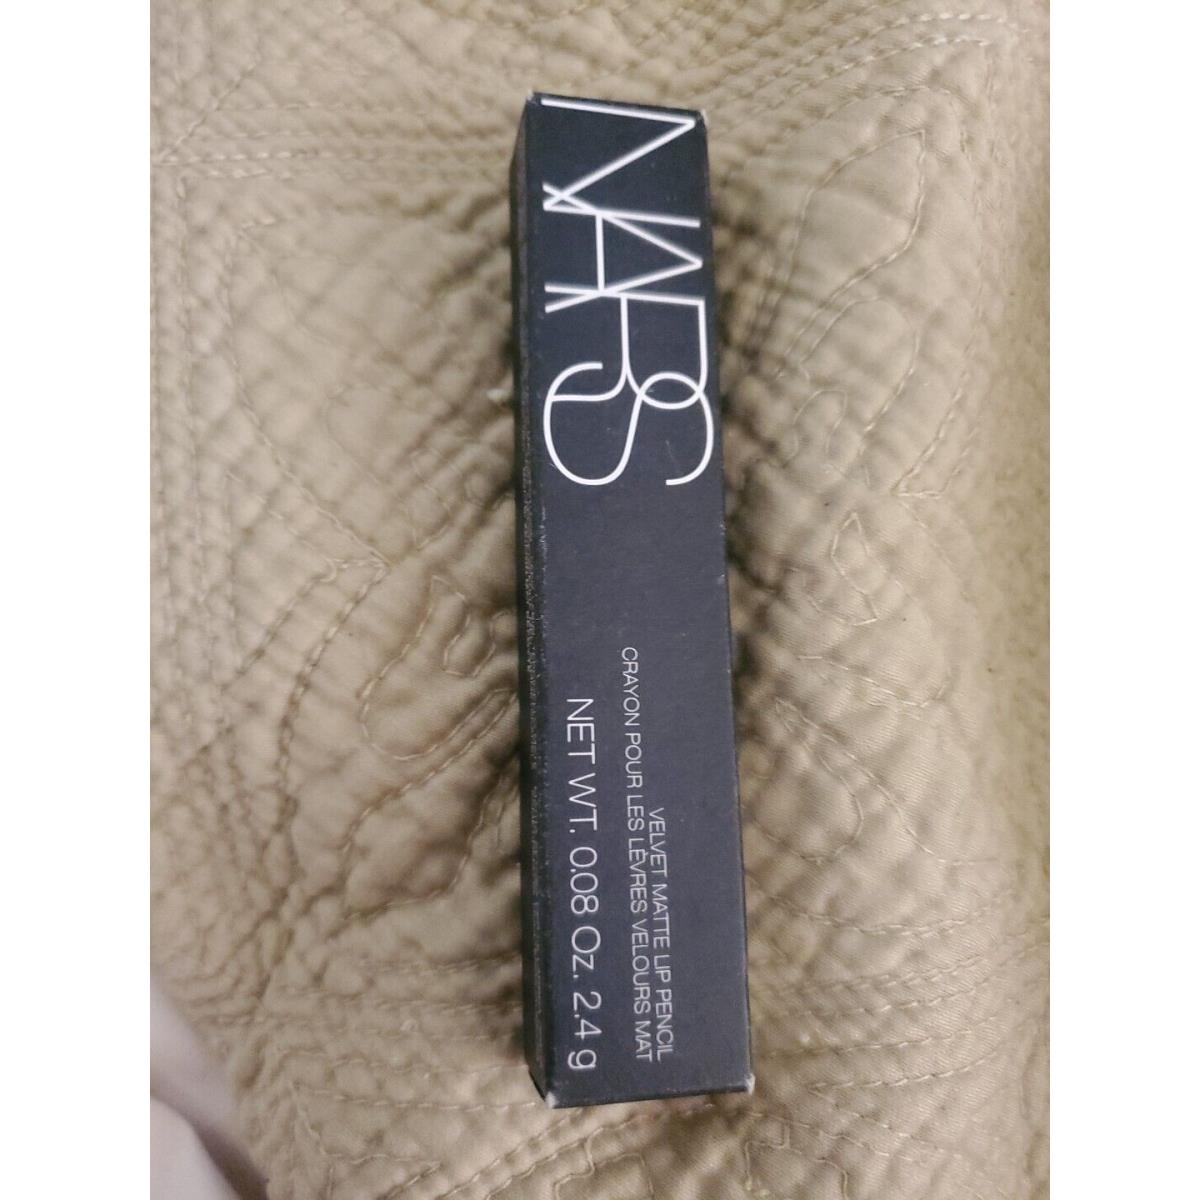 NARS
VELVET MATTE LIP PENCIL
CRAYON POUR LES LÈVRES VELOURS MAT
NET WT. 0.08 Oz. 2.4 g